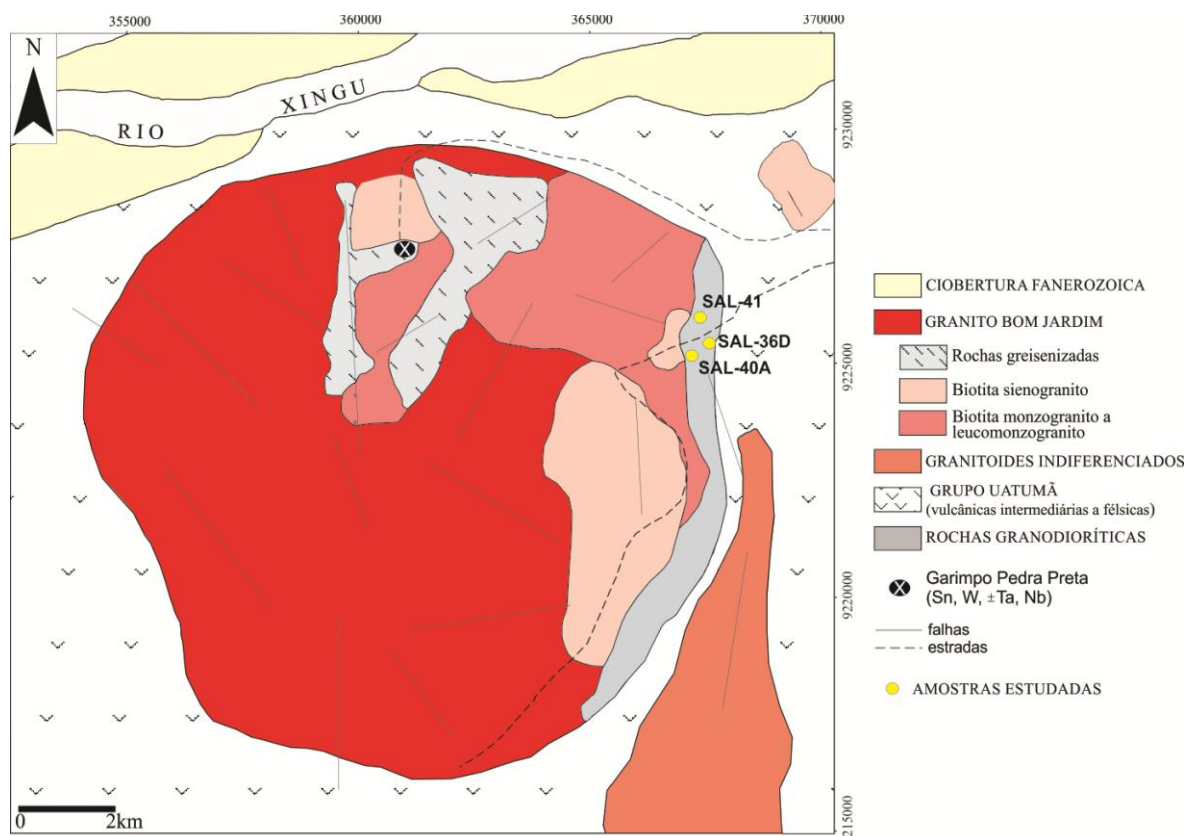 355000
360000
365000
370000
N
RIO
XINGU
9230000
SAL-41
SAL-36D
SAL-40A
9225000
9220000
215000
0 2km
CIOBERTURA FANEROZOICA
GRANITO BOM JARDIM
Rochas greisenizadas
Biotita sienogranito
Biotita monzogranito a
leucomonzogranito
GRANITOIDES INDIFERENCIADOS
GRUPO UATUMÃ
(vulcânicas intermediárias a félsicas)
ROCHAS GRANODIORÍTICAS
X
Garimpo Pedra Preta
(Sn, W, ±Ta, Nb)
falhas
estradas
AMOSTRAS ESTUDADAS